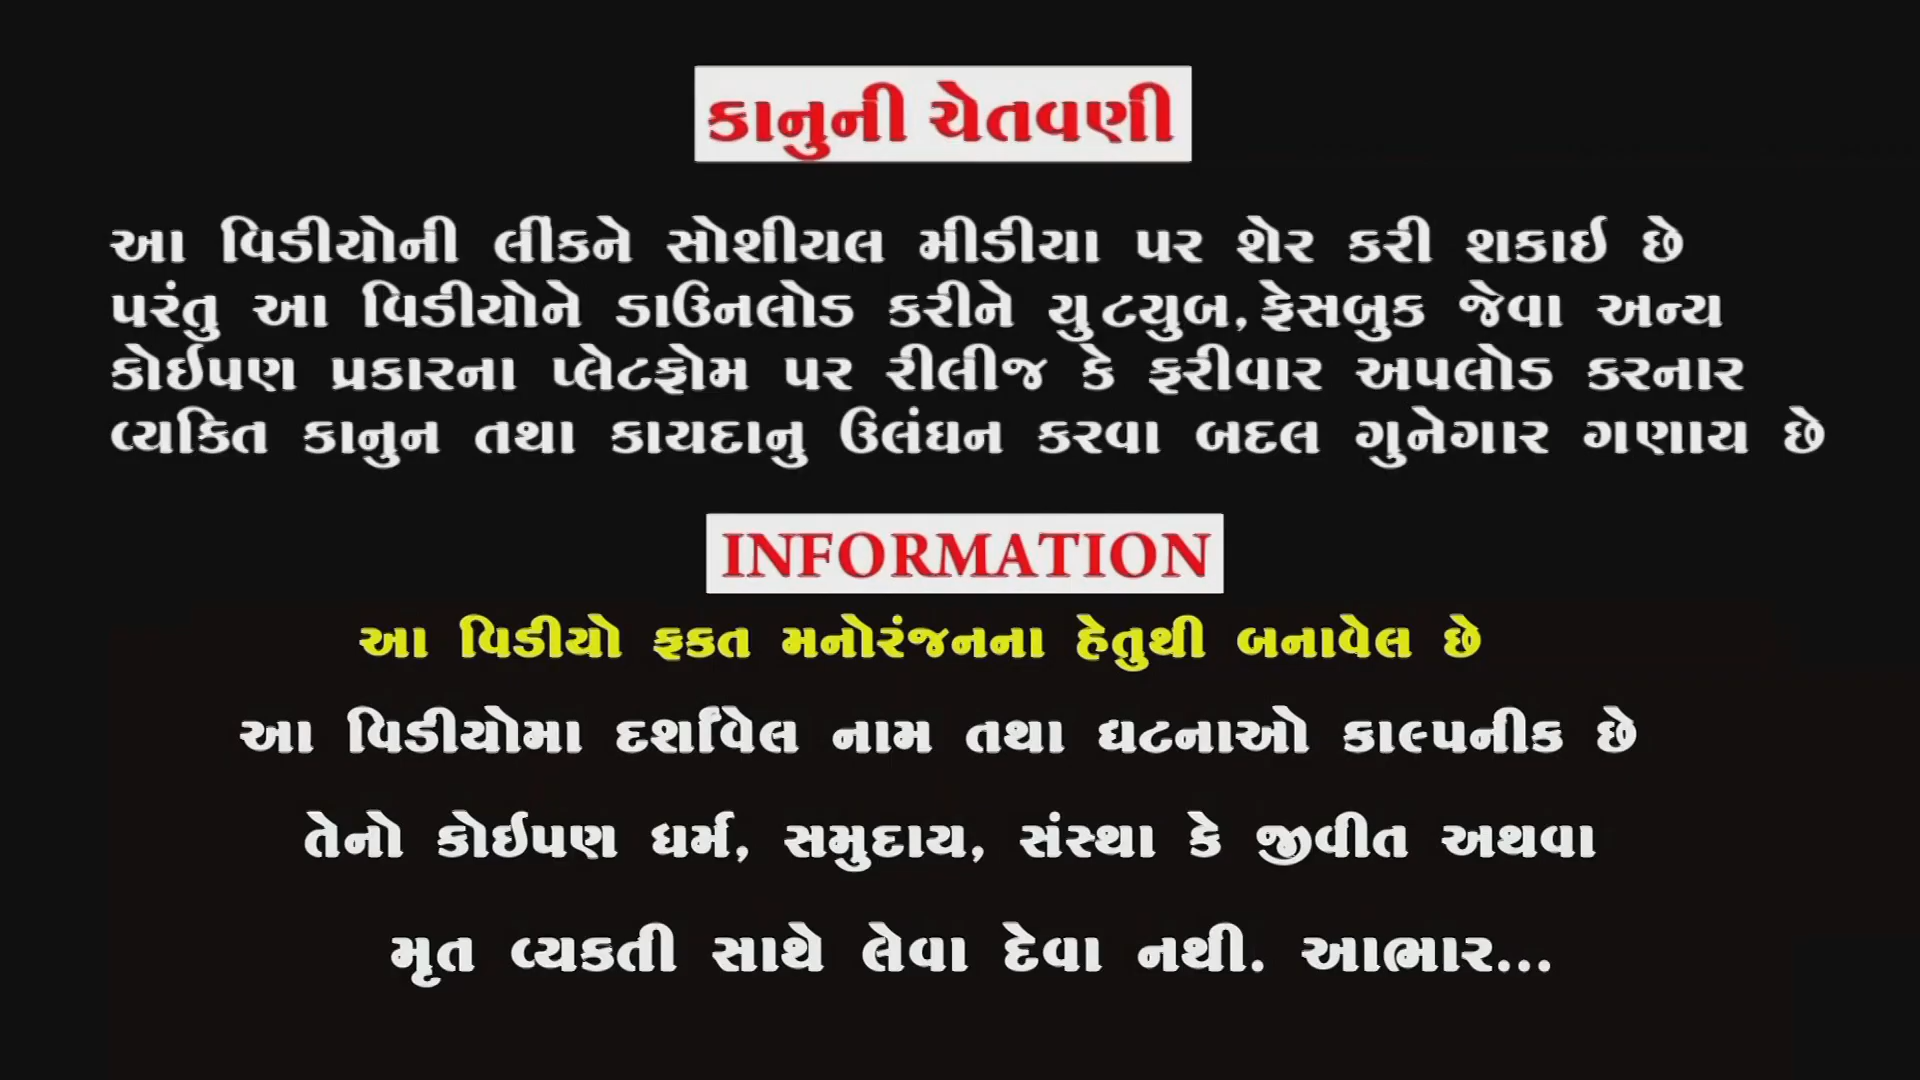 કાનુની ચેતવણી
આ વિડીયોની લીંકને સોશીયલ મીડીયા પર શેર કરી શકાઇ છે
પરંતુ આ વિડીયોને ડાઉનલોડ કરીને યુટયુબ,ફેસબુક જેવા અન્ય
કોઇપણ પ્રકારના પ્લેટફોમ પર રીલીજ કે ફરીવાર અપલોડ કરનાર
વ્યકિત કાનુન તથા કાયદાનુ ઉલંઘન કરવા બદલ ગુનેગાર ગણાય છે
INFORMATION
આ વિડીયો ફકત મનોરંજનના હેતુથી બનાવેલ છે
આ વિડીયોમા દર્શાવેલ નામ તથા ઘટનાઓ કાલ્પનીક છે
તેનો કોઇપણ ધર્મ, સમુદાય, સંસ્થા કે જીવીત અથવા
મૃત વ્યકતી સાથે લેવા દેવા નથી. આભાર...